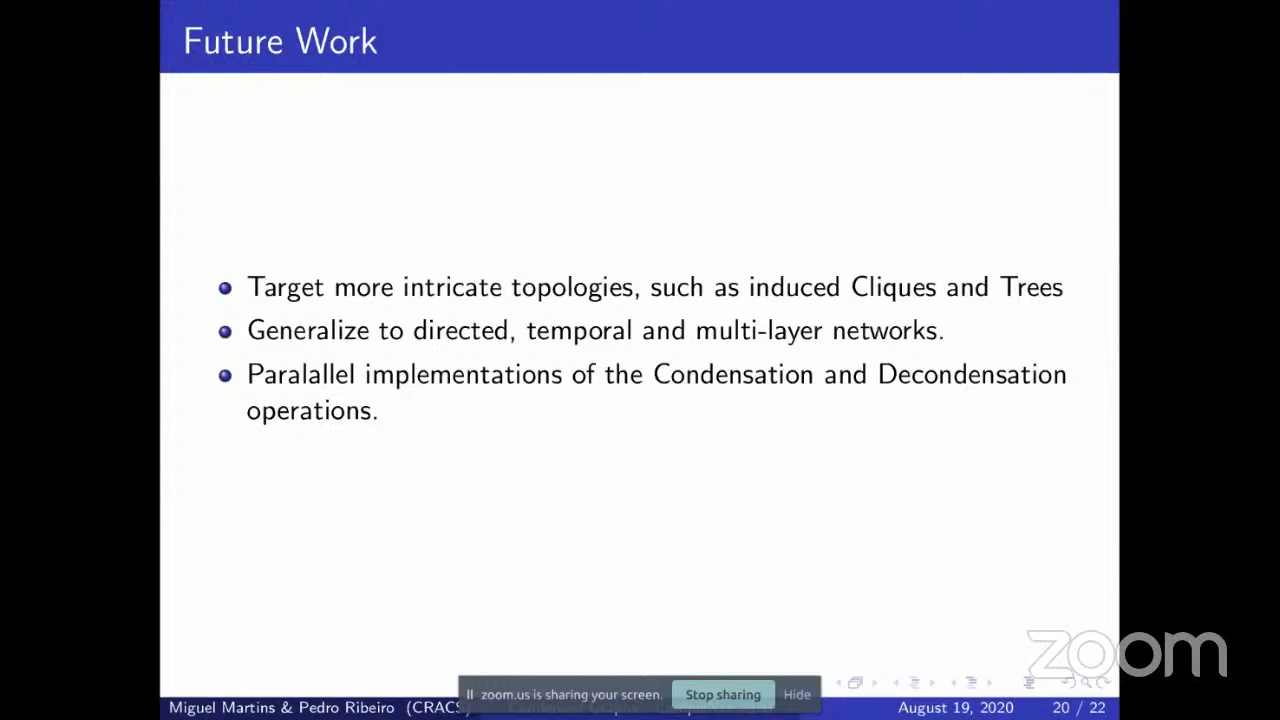 Future Work
Target more intricate topologies, such as induced Cliques and Trees
Generalize to directed, temporal and multi-layer networks.
Paralallel implementations of the Condensation and Decondensation
operations.
zoom
zoom.us is sharing your screen. Stop sharing Hide
Miguel Martins & Pedro Ribeiro (CRACS August 19, 2020 20 / 22